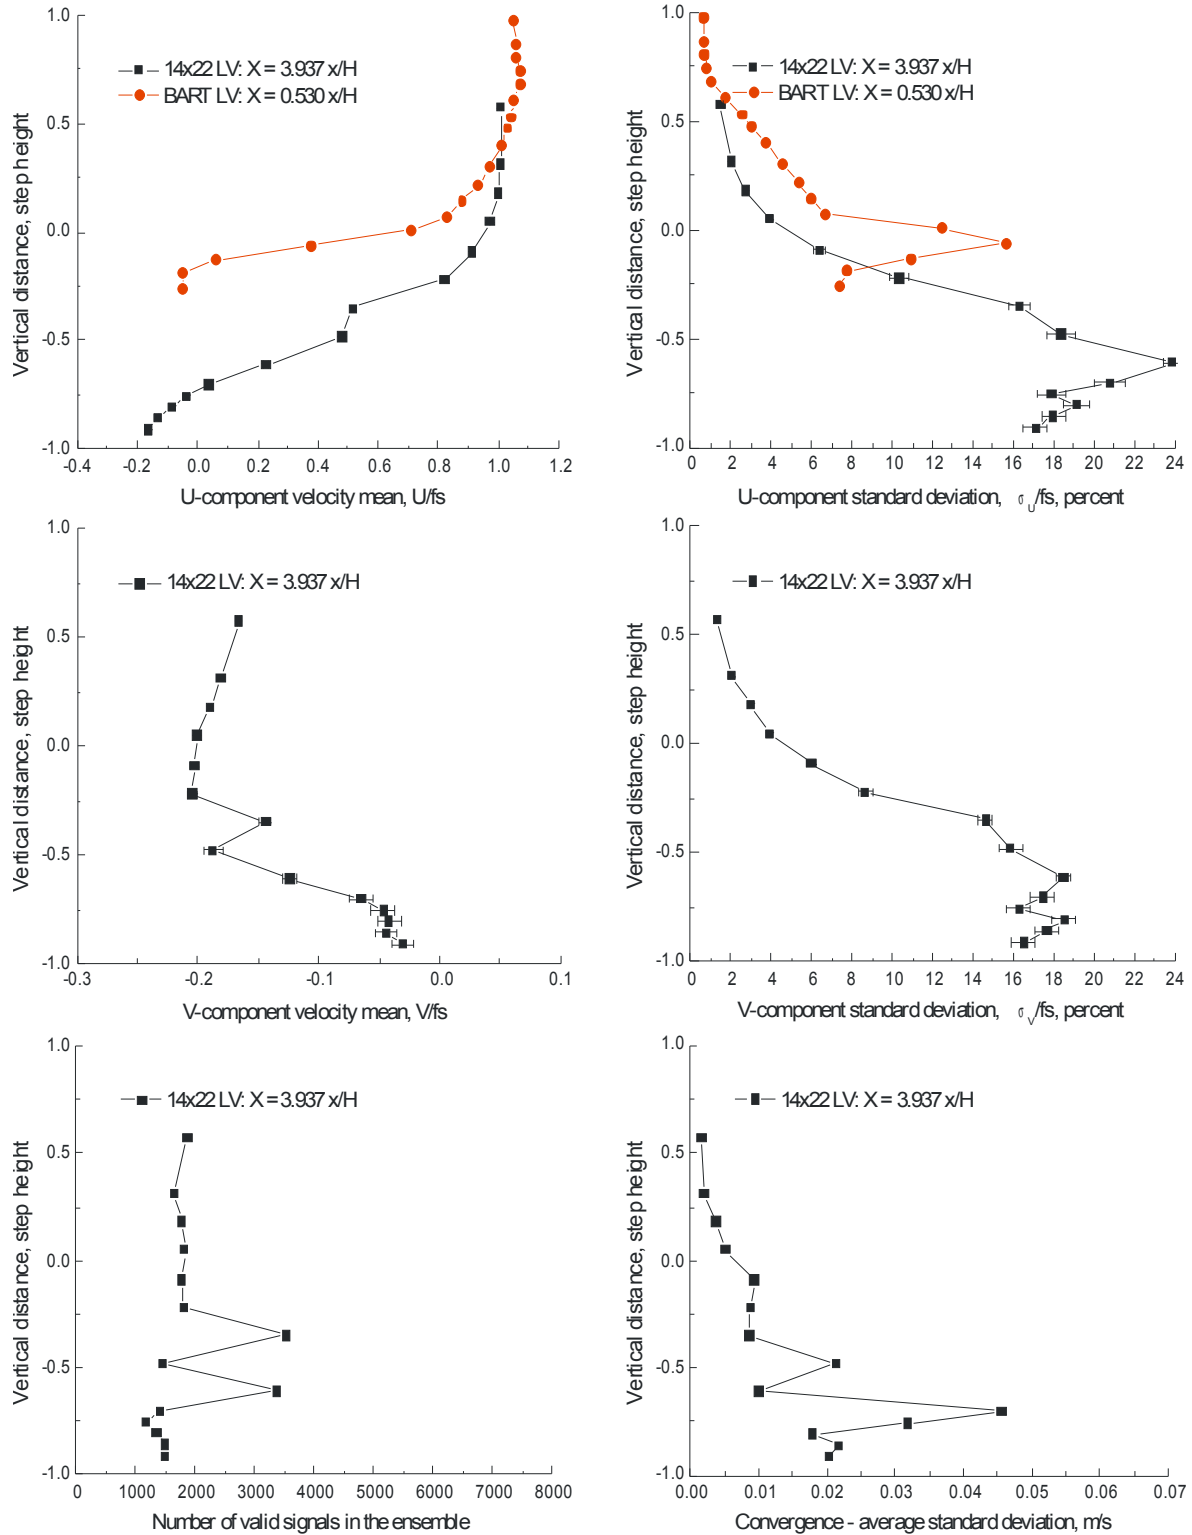 1.0
0.5
0.0
-0.5
-1.0
Vertical distance, step height
14x22 LV: X = 3.937 x/H
BART LV: X = 0.530 x/H
-0.4 -0.2 0.0 0.2 0.4 0.6 0.8 1.0 1.2
U-component velocity mean, U/fs
1.0
0.5
0.0
-0.5
-1.0
Vertical distance, step height
14x22 LV: X = 3.937 x/H
BART LV: X = 0.530 x/H
0 2 4 6 8 10 12 14 16 18 20 22 24
U-component standard deviation, σU/fs, percent
1.0
0.5
0.0
-0.5
-1.0
Vertical distance, step height
14x22 LV: X = 3.937 x/H
-0.3 -0.2 -0.1 0.0 0.1
V-component velocity mean, V/fs
1.0
0.5
0.0
-0.5
-1.0
Vertical distance, step height
14x22 LV: X = 3.937 x/H
0 2 4 6 8 10 12 14 16 18 20 22 24
V-component standard deviation, σV/fs, percent
1.0
0.5
0.0
-0.5
-1.0
Vertical distance, step height
14x22 LV: X = 3.937 x/H
0 1000 2000 3000 4000 5000 6000 7000 8000
Number of valid signals in the ensemble
1.0
0.5
0.0
-0.5
-1.0
Vertical distance, step height
14x22 LV: X = 3.937 x/H
0.00 0.01 0.02 0.03 0.04 0.05 0.06 0.07
Convergence - average standard deviation, m/s